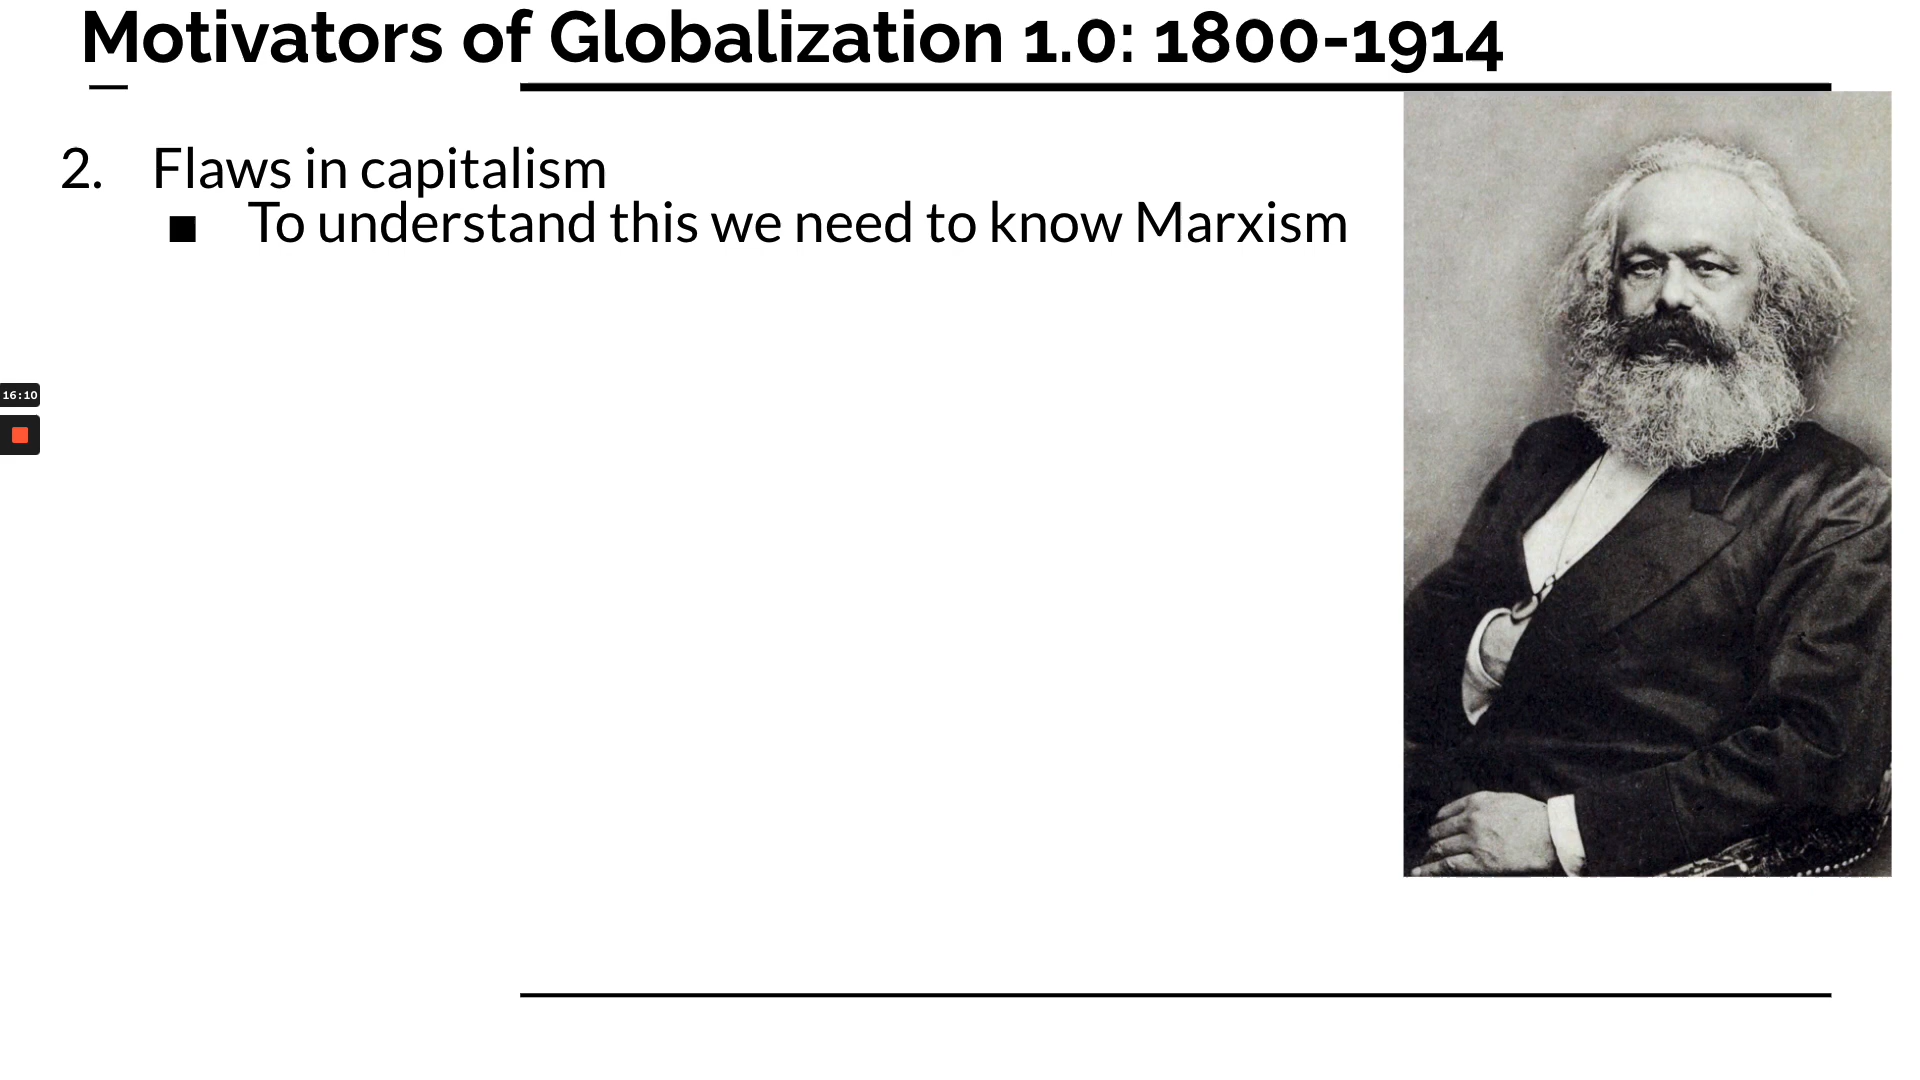 Motivators of Globalization 1.0: 1800-1914
2. Flaws in capitalism
■ To understand this we need to know Marxism
16:10